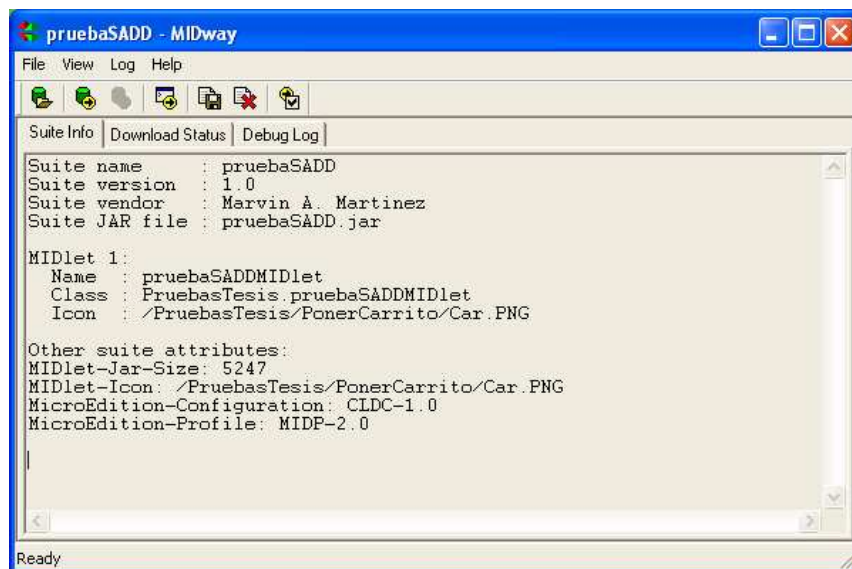 pruebaSADD - MIDway
File View Log Help
Suite Info Download Status Debug Log
Suite name : pruebaSADD
Suite version : 1.0
Suite vendor : Marvin A. Martinez
Suite JAR file : pruebaSADD.jar
MIDlet 1:
Name : pruebaSADDMIDlet
Class : PruebasTesis.pruebaSADDMIDlet
Icon : /PruebasTesis/PonerCarrito/Car.PNG
Other suite attributes:
MIDlet-Jar-Size: 5247
MIDlet-Icon: /PruebasTesis/PonerCarrito/Car.PNG
MicroEdition-Configuration: CLDC-1.0
MicroEdition-Profile: MIDP-2.0
Ready